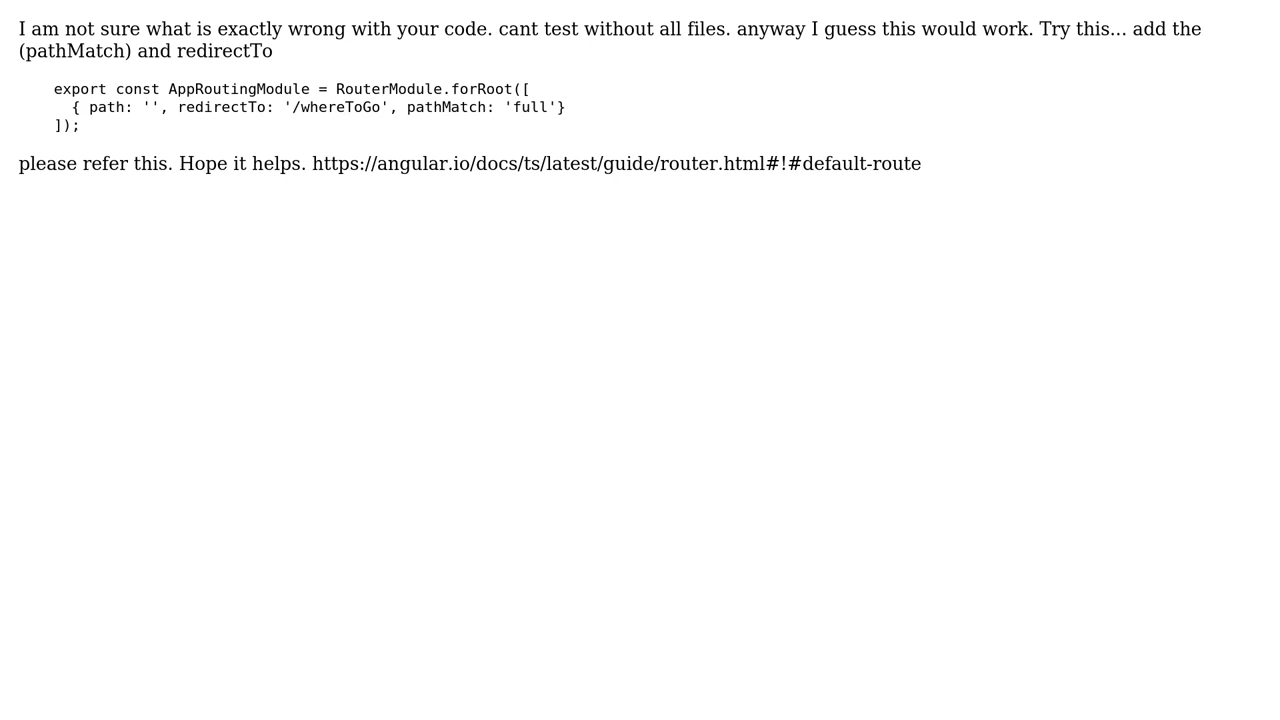 I am not sure what is exactly wrong with your code. cant test without all files. anyway I guess this would work. Try this... add the
(pathMatch) and redirectTo
export const AppRoutingModule = RouterModule.forRoot([
  { path: '', redirectTo: '/whereToGo', pathMatch: 'full'}
]);
please refer this. Hope it helps. https://angular.io/docs/ts/latest/guide/router.html#!#default-route